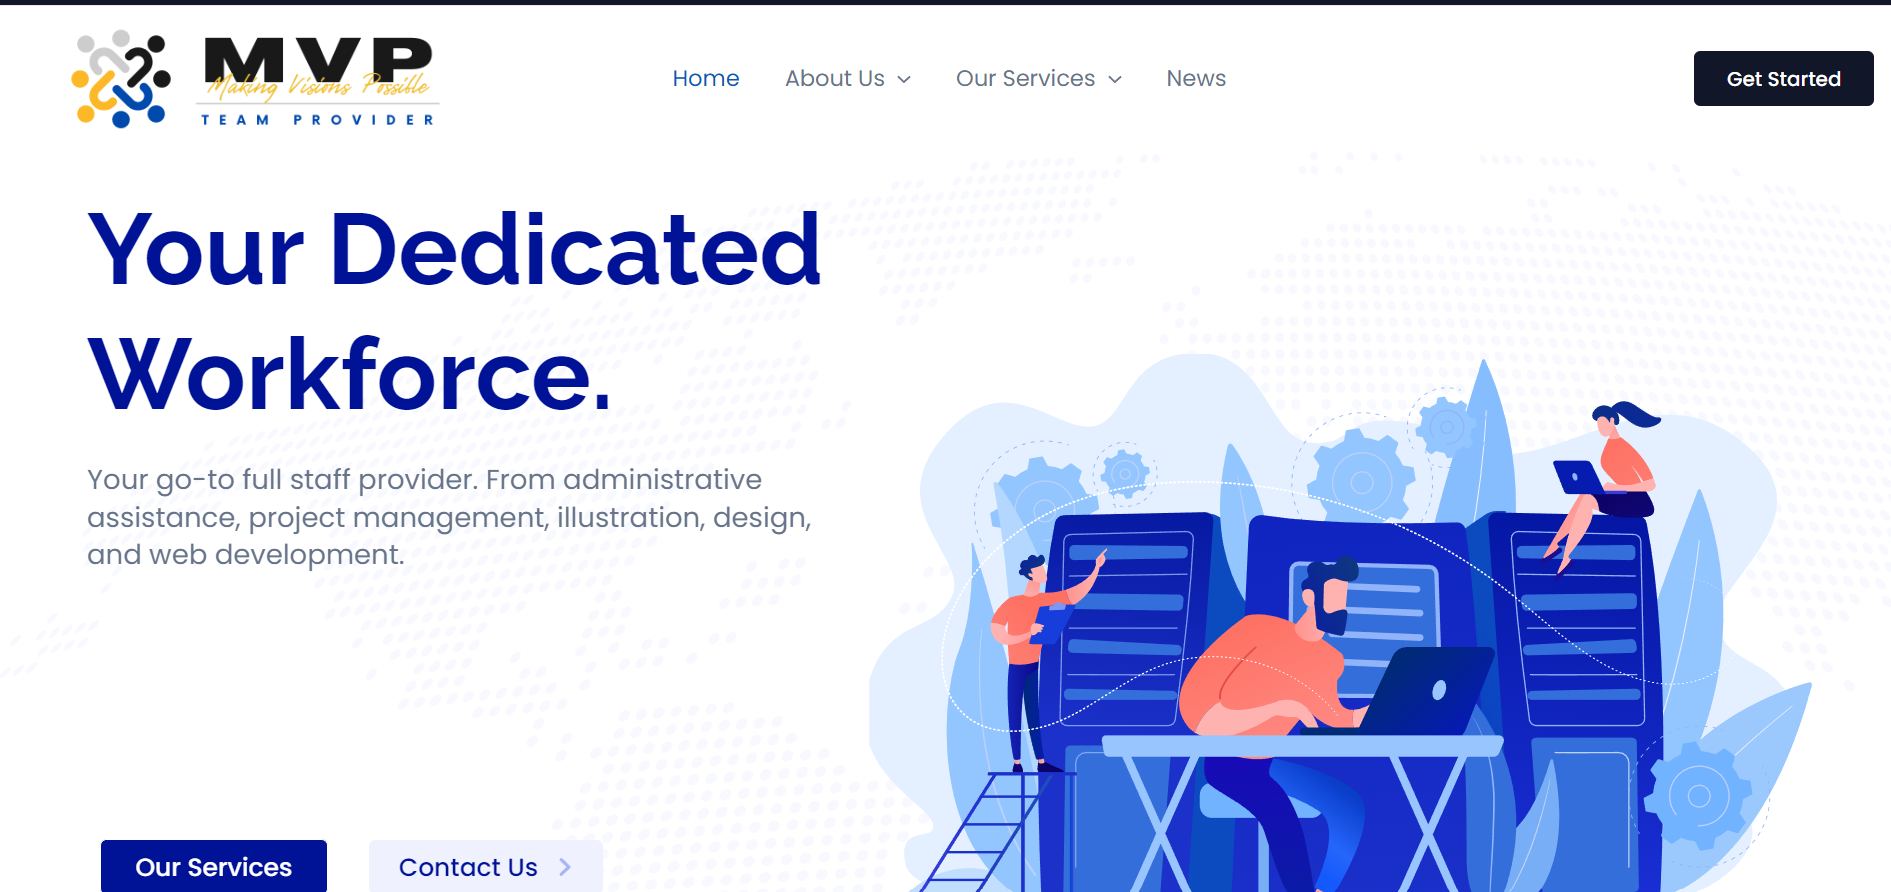 MVP
Making Visions Possible
TEAM PROVIDER
Home
About Us
Our Services
News
Get Started
Your Dedicated
Workforce.
Your go-to full staff provider. From administrative
assistance, project management, illustration, design,
and web development.
Our Services
Contact Us